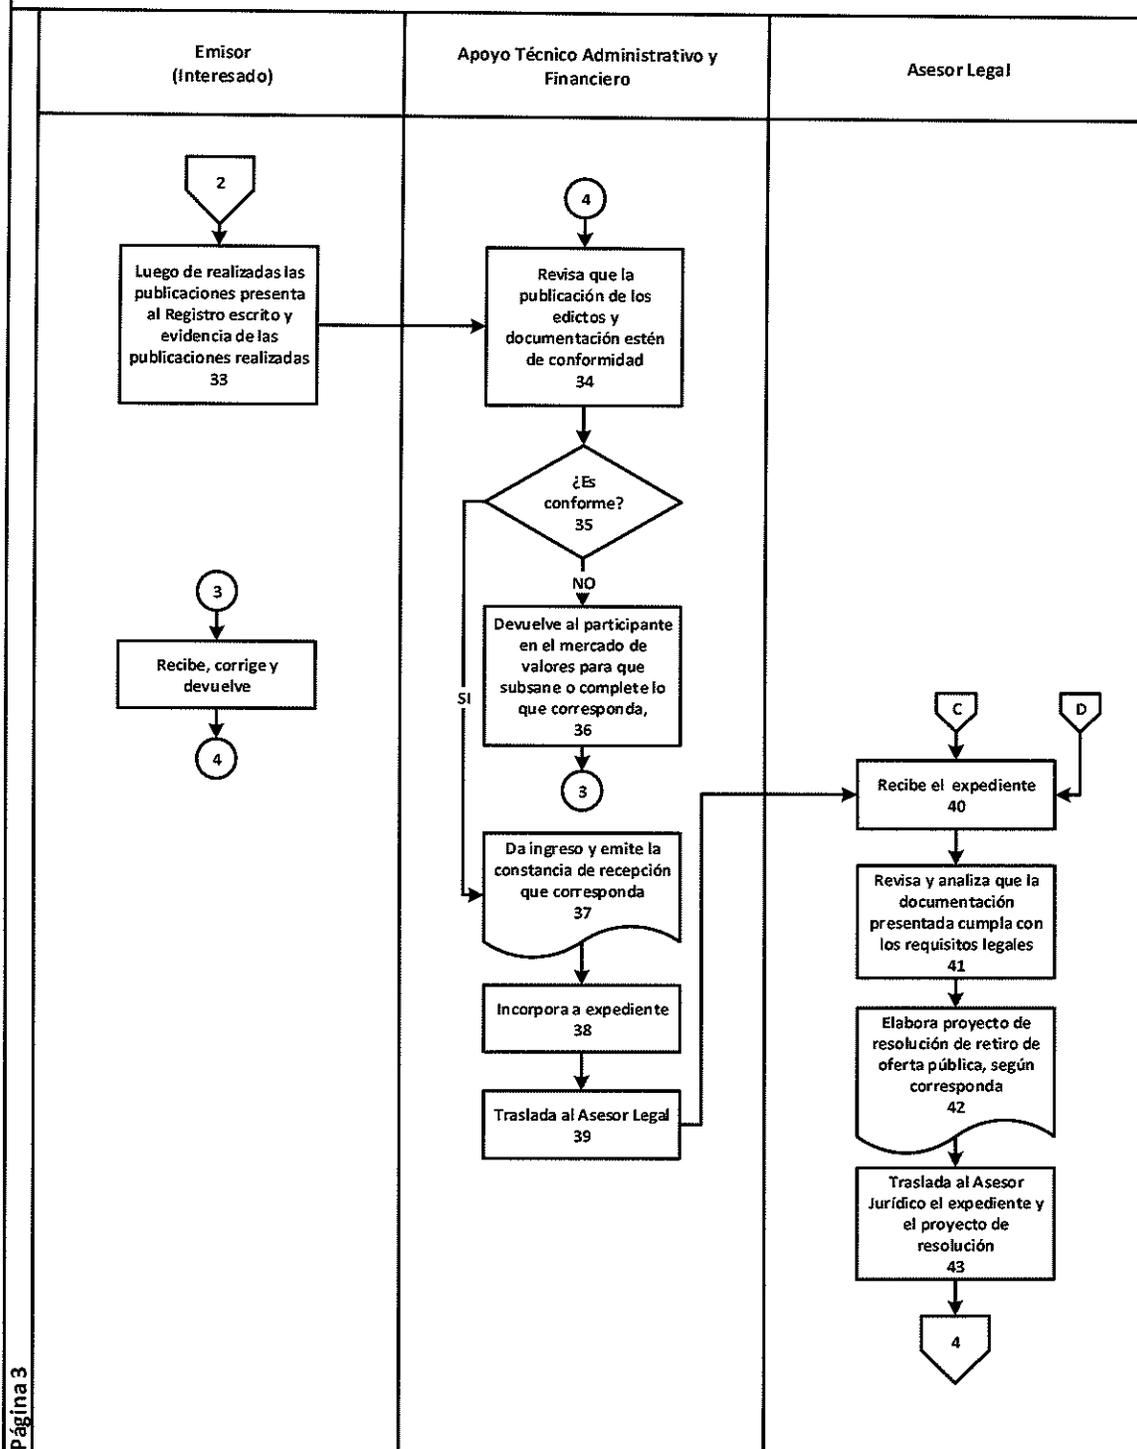 Emisor
(Interesado)
Apoyo Técnico Administrativo y
Financiero
Asesor Legal
2
Luego de realizadas las
publicaciones presenta
al Registro escrito y
evidencia de las
publicaciones realizadas
33
3
Recibe, corrige y
devuelve
4
4
Revisa que la
publicación de los
edictos y
documentación estén
de conformidad
34
¿Es
conforme?
35
NO
SI
Devuelve al participante
en el mercado de
valores para que
subsane o complete lo
que corresponda,
36
3
Da ingreso y emite la
constancia de recepción
que corresponda
37
Incorpora a expediente
38
Traslada al Asesor Legal
39
C
D
Recibe el expediente
40
Revisa y analiza que la
documentación
presentada cumpla con
los requisitos legales
41
Elabora proyecto de
resolución de retiro de
oferta pública, según
corresponda
42
Traslada al Asesor
Jurídico el expediente y
el proyecto de
resolución
43
4
Página 3